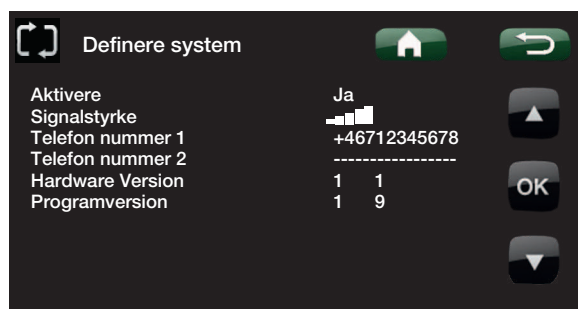 Definere system
Aktivere Ja
Signalstyrke
Telefon nummer 1 +46712345678
Telefon nummer 2 -----------------
Hardware Version 1 1
Programversion 1 9
OK